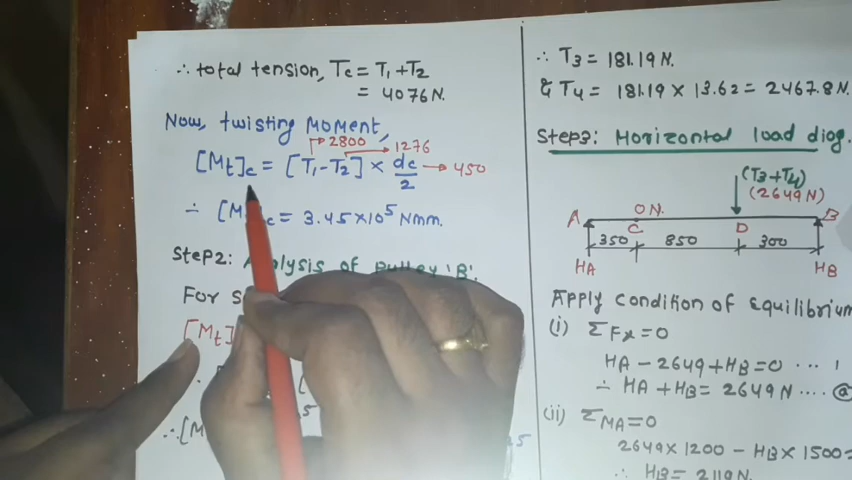 ∴ total tension, Tc = T1 + T2
= 4076 N.
Now, twisting Moment,
→ 2800 → 1276
[Mt]c = [T1 - T2] × dc/2 → 450
∴ [M c = 3.45 × 10^5 Nmm.
Step2: Analysis of pulley 'B'.
For s
[Mt]
∴ [M
∴ T3 = 181.19 N.
& T4 = 181.19 × 13.62 = 2467.8 N.
Step3: Horizontal load diag.
(T3+T4)
(2649 N)
A ON. B
C D
350 850 300
HA HB
Apply condition of Equilibrium
(i) ΣFx = 0
HA - 2649 + HB = 0 ... 1
∴ HA + HB = 2649 N .... ⓐ
(ii) ΣMA = 0
2649 × 1200 - HB × 1500 =
∴ HB = 2119 N.